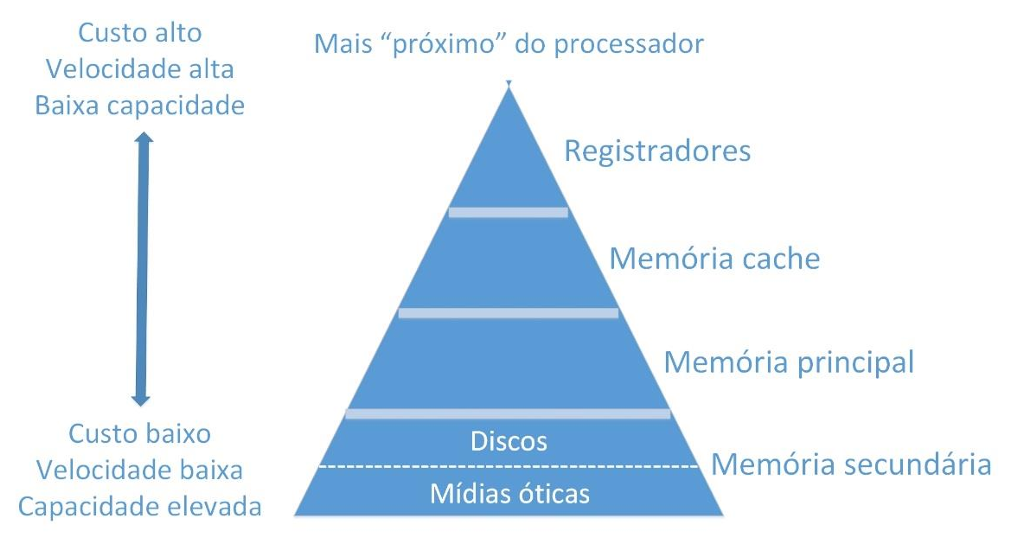 Custo alto
Velocidade alta
Baixa capacidade
Mais “próximo” do processador
Registradores
Memória cache
Memória principal
Discos
Mídias óticas
Memória secundária
Custo baixo
Velocidade baixa
Capacidade elevada